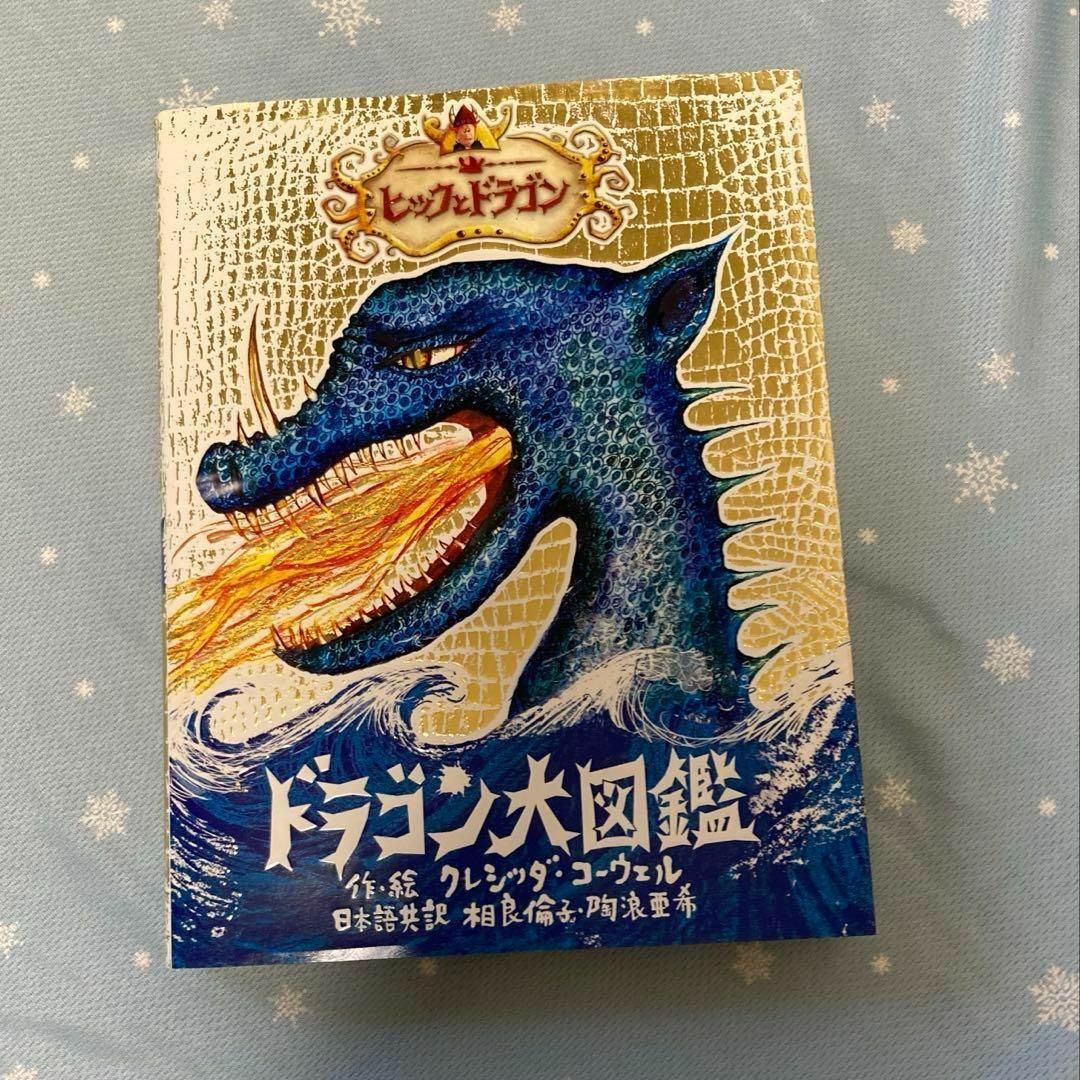 ヒックとドラゴン
ドラゴン大図鑑
作・絵 クレシッダ・コーウェル
日本語共訳 相良倫子・陶浪亜希